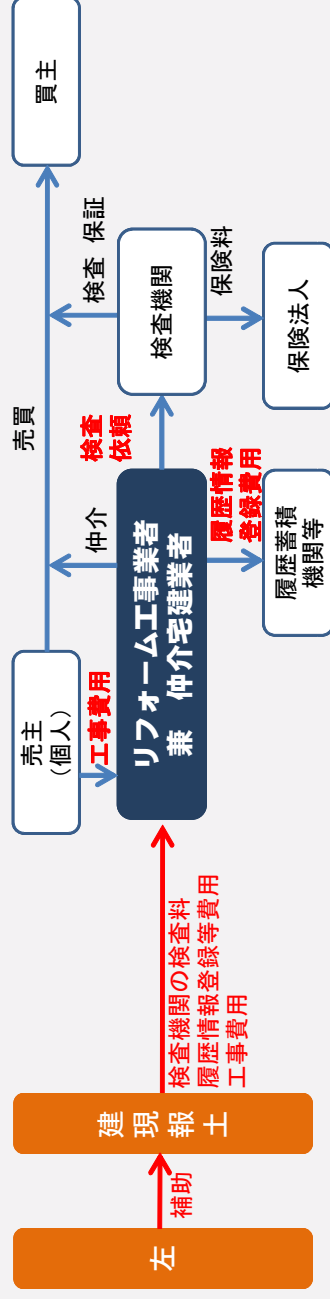 左
補助
建現報土
検査機関の検査料
履歴情報登録等費用
工事費用
売主
（個人）
工事費用
リフォーム工事業者
兼　仲介宅建業者
仲介
売買
検査
依頼
履歴情報
登録費用
履歴蓄積
機関等
検査機関
検査 保証
保険料
保険法人
買主